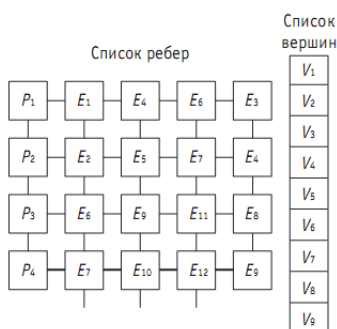 Список
вершин
Список ребер
P1 E1 E4 E6 E3
P2 E2 E5 E7 E4
P3 E6 E9 E11 E8
P4 E7 E10 E12 E9
V1
V2
V3
V4
V5
V6
V7
V8
V9